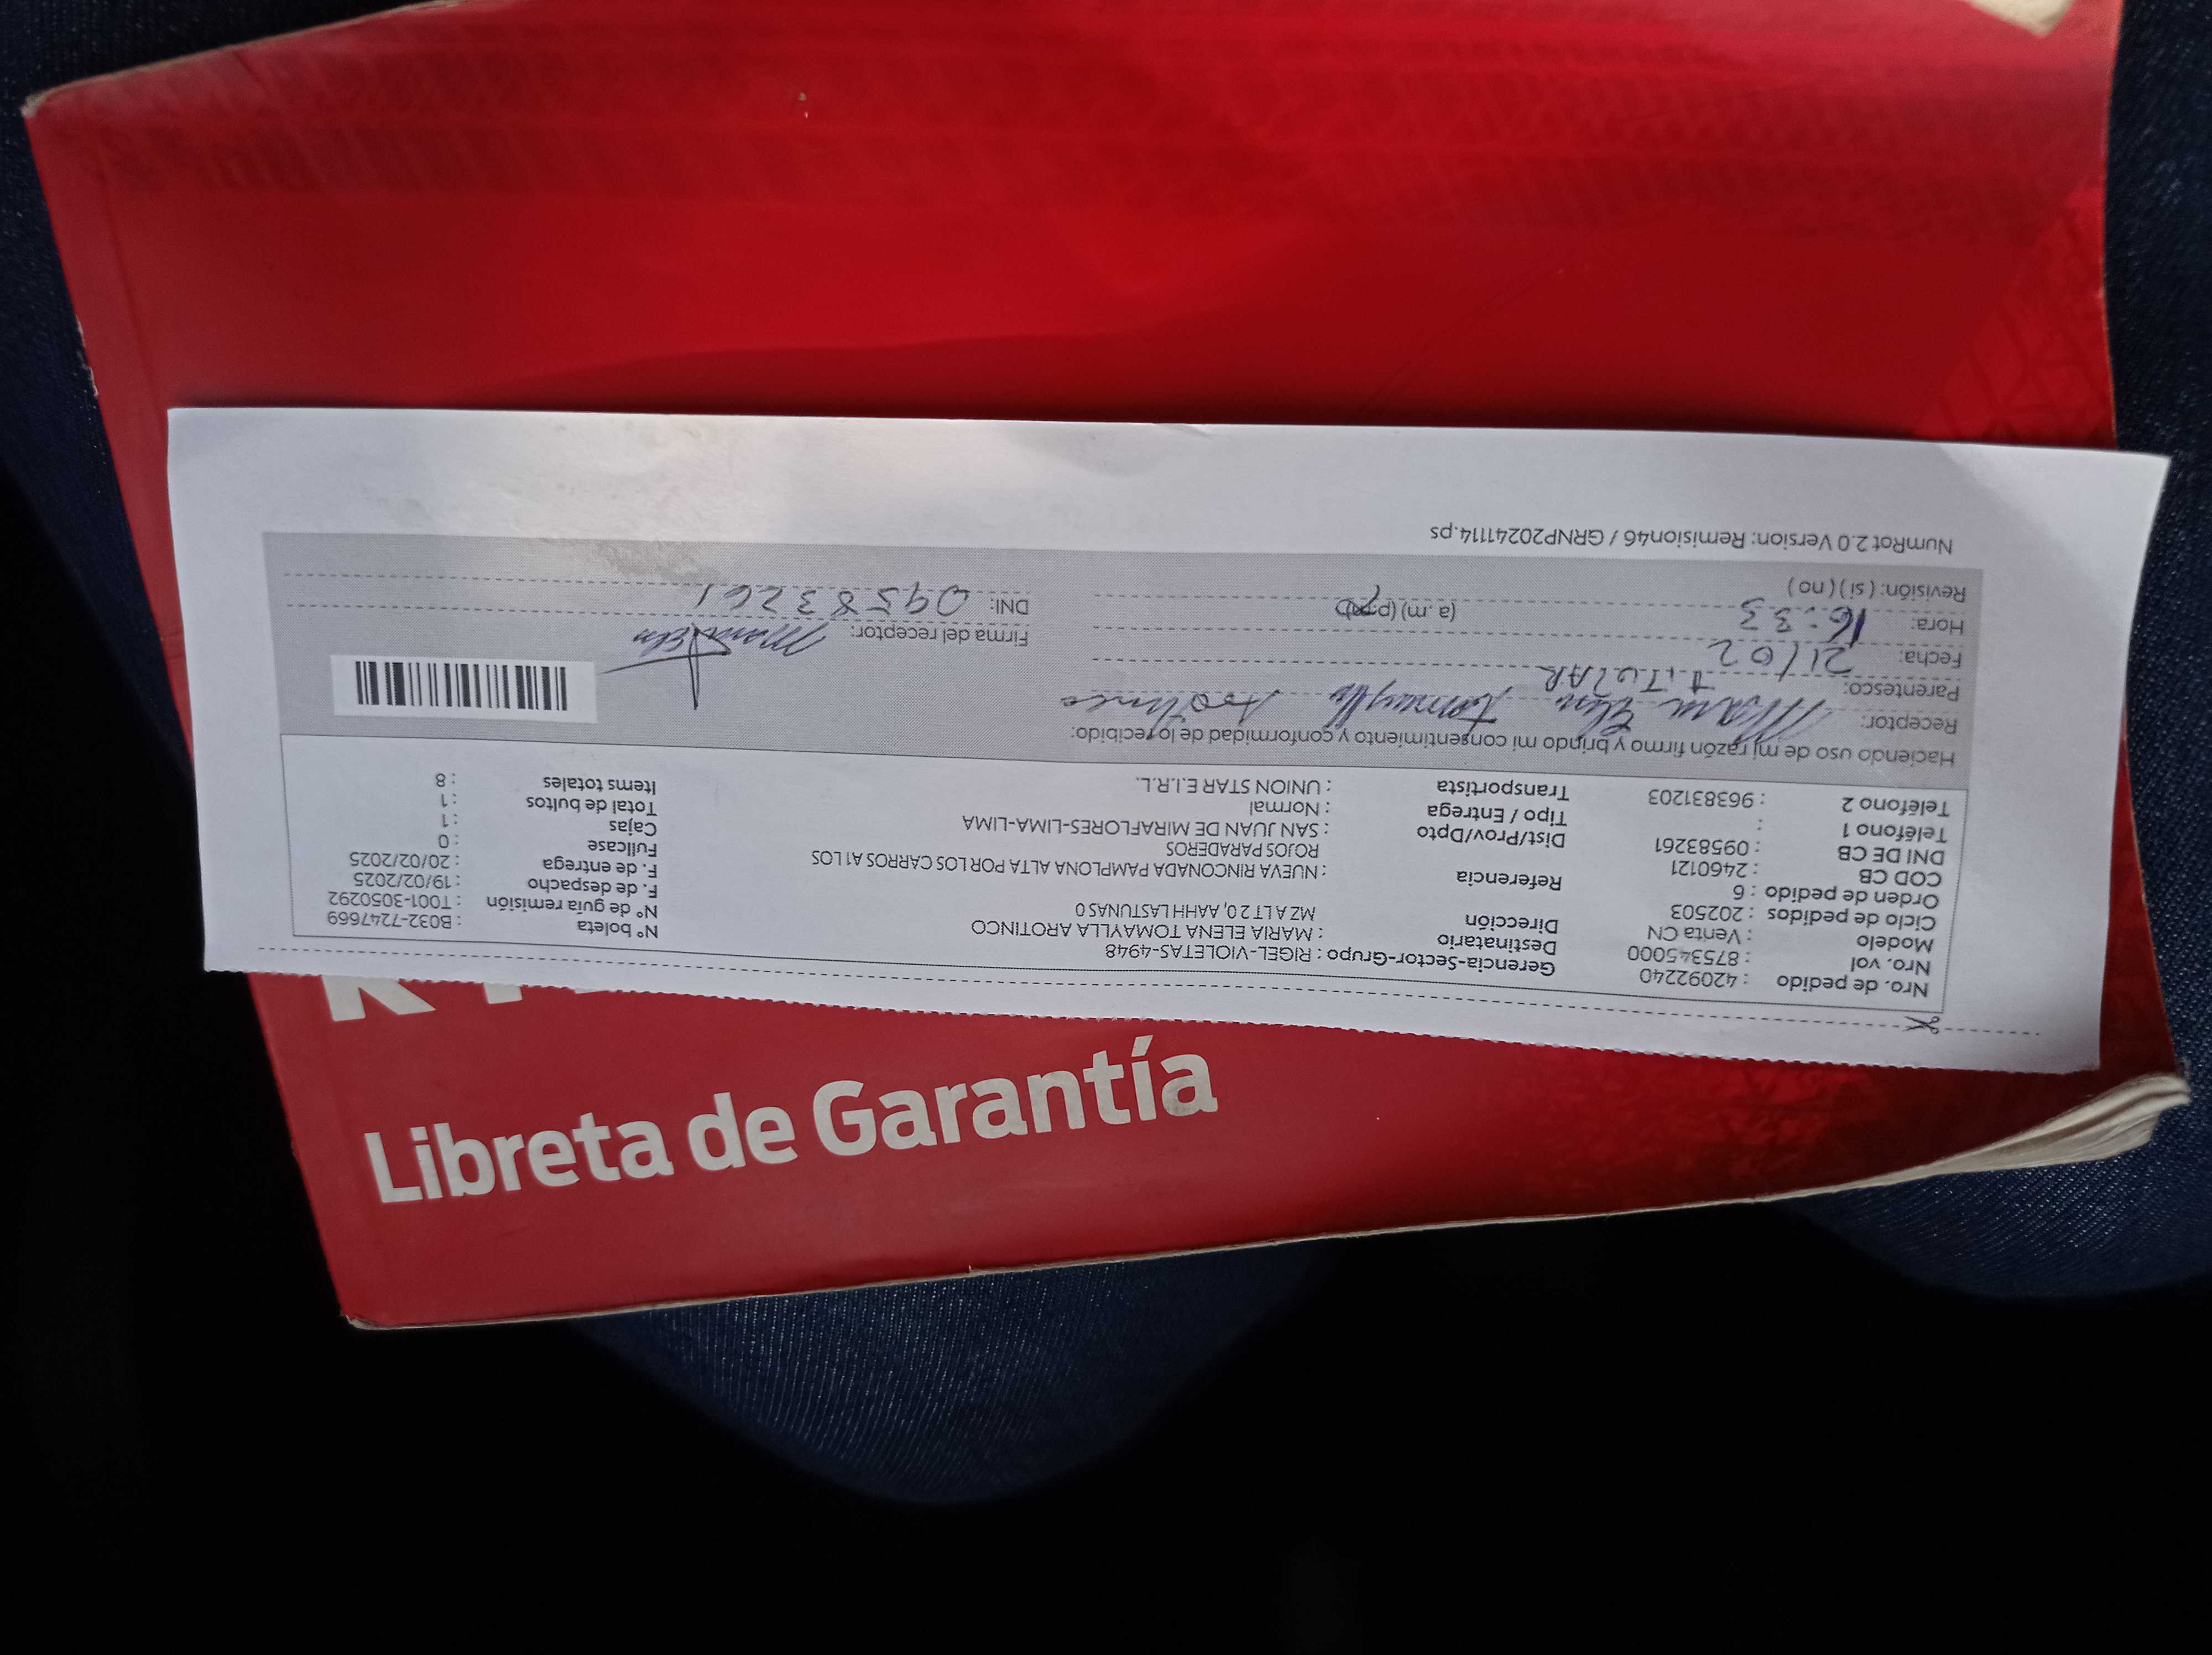 Nro. de pedido : 42092240
Nro. vol : 875345000
Modelo : Venta CN
Ciclo de pedidos : 202503
Orden de pedido : 6
COD CB : 2460121
DNI DE CB : 09583261
Teléfono 1 :
Teléfono 2 : 963831203
Gerencia-Sector-Grupo : RIGEL-VIOLETAS-4948
Destinatario : MARIA ELENA TOMAYLLA AROTINCO
Dirección MZ A LT 2 0, AAHH LASTUNAS 0
Referencia : NUEVA RINCONADA PAMPLONA ALTA POR LOS CARROS A1 LOS
ROJOS PARADEROS
Dist/Prov/Dpto : SAN JUAN DE MIRAFLORES-LIMA-LIMA
Tipo / Entrega : Normal
Transportista : UNION STAR E.I.R.L.
N° boleta : B032-7247669
N° de guía remisión : T001-3050292
F. de despacho : 19/02/2025
F. de entrega : 20/02/2025
Fullcase : 0
Cajas : 1
Total de bultos : 1
Items totales : 8
Haciendo uso de mi razón firmo y brindo mi consentimiento y conformidad de lo recibido:
Receptor: Maria Elena Tomaylla Arotinco
Parentesco: TiTulAR
Fecha: 21/02
Hora: 16:33 (a.m) (p.m)
Revisión: ( si ) ( no )
Firma del receptor: Maria Elena
DNI: 09583261
NumRot 2.0 Version: Remision46 / GRNP20241114.ps
Libreta de Garantía